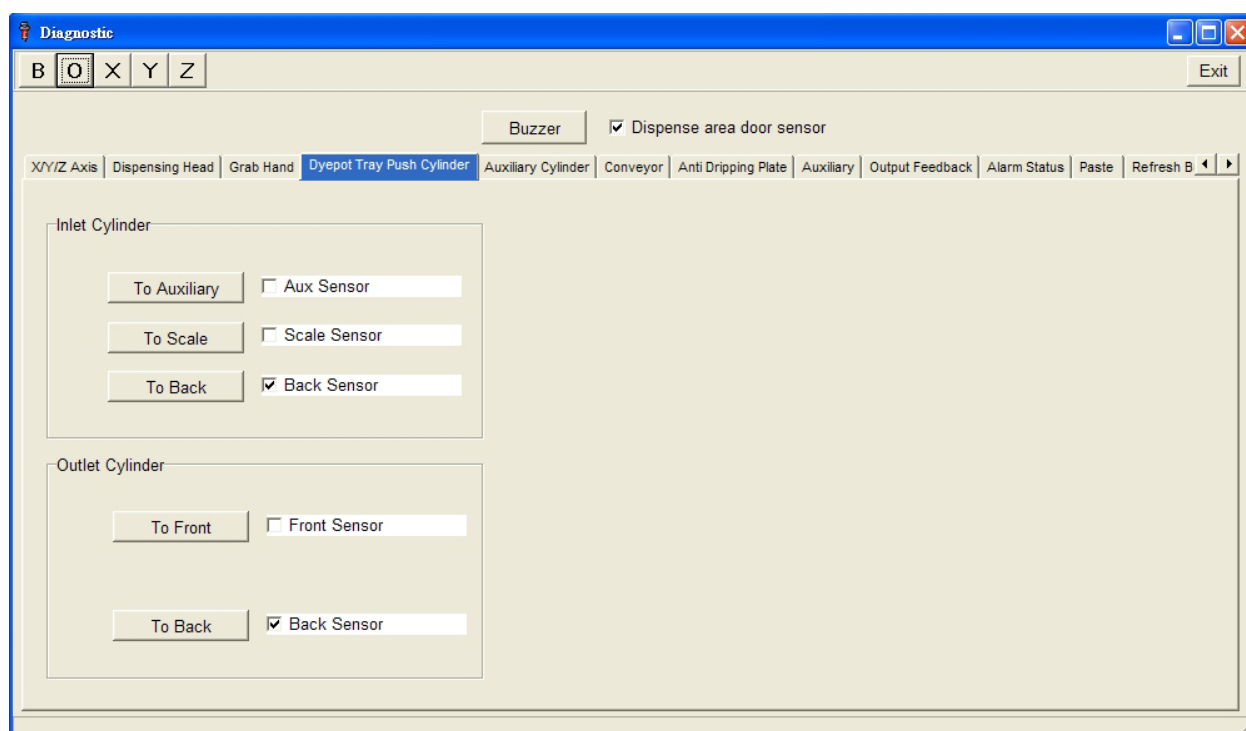 Diagnostic
B O X Y Z Exit
Buzzer Dispense area door sensor
X/Y/Z Axis Dispensing Head Grab Hand Dyepot Tray Push Cylinder Auxiliary Cylinder Conveyor Anti Dripping Plate Auxiliary Output Feedback Alarm Status Paste Refresh B
Inlet Cylinder
To Auxiliary Aux Sensor
To Scale Scale Sensor
To Back Back Sensor
Outlet Cylinder
To Front Front Sensor
To Back Back Sensor